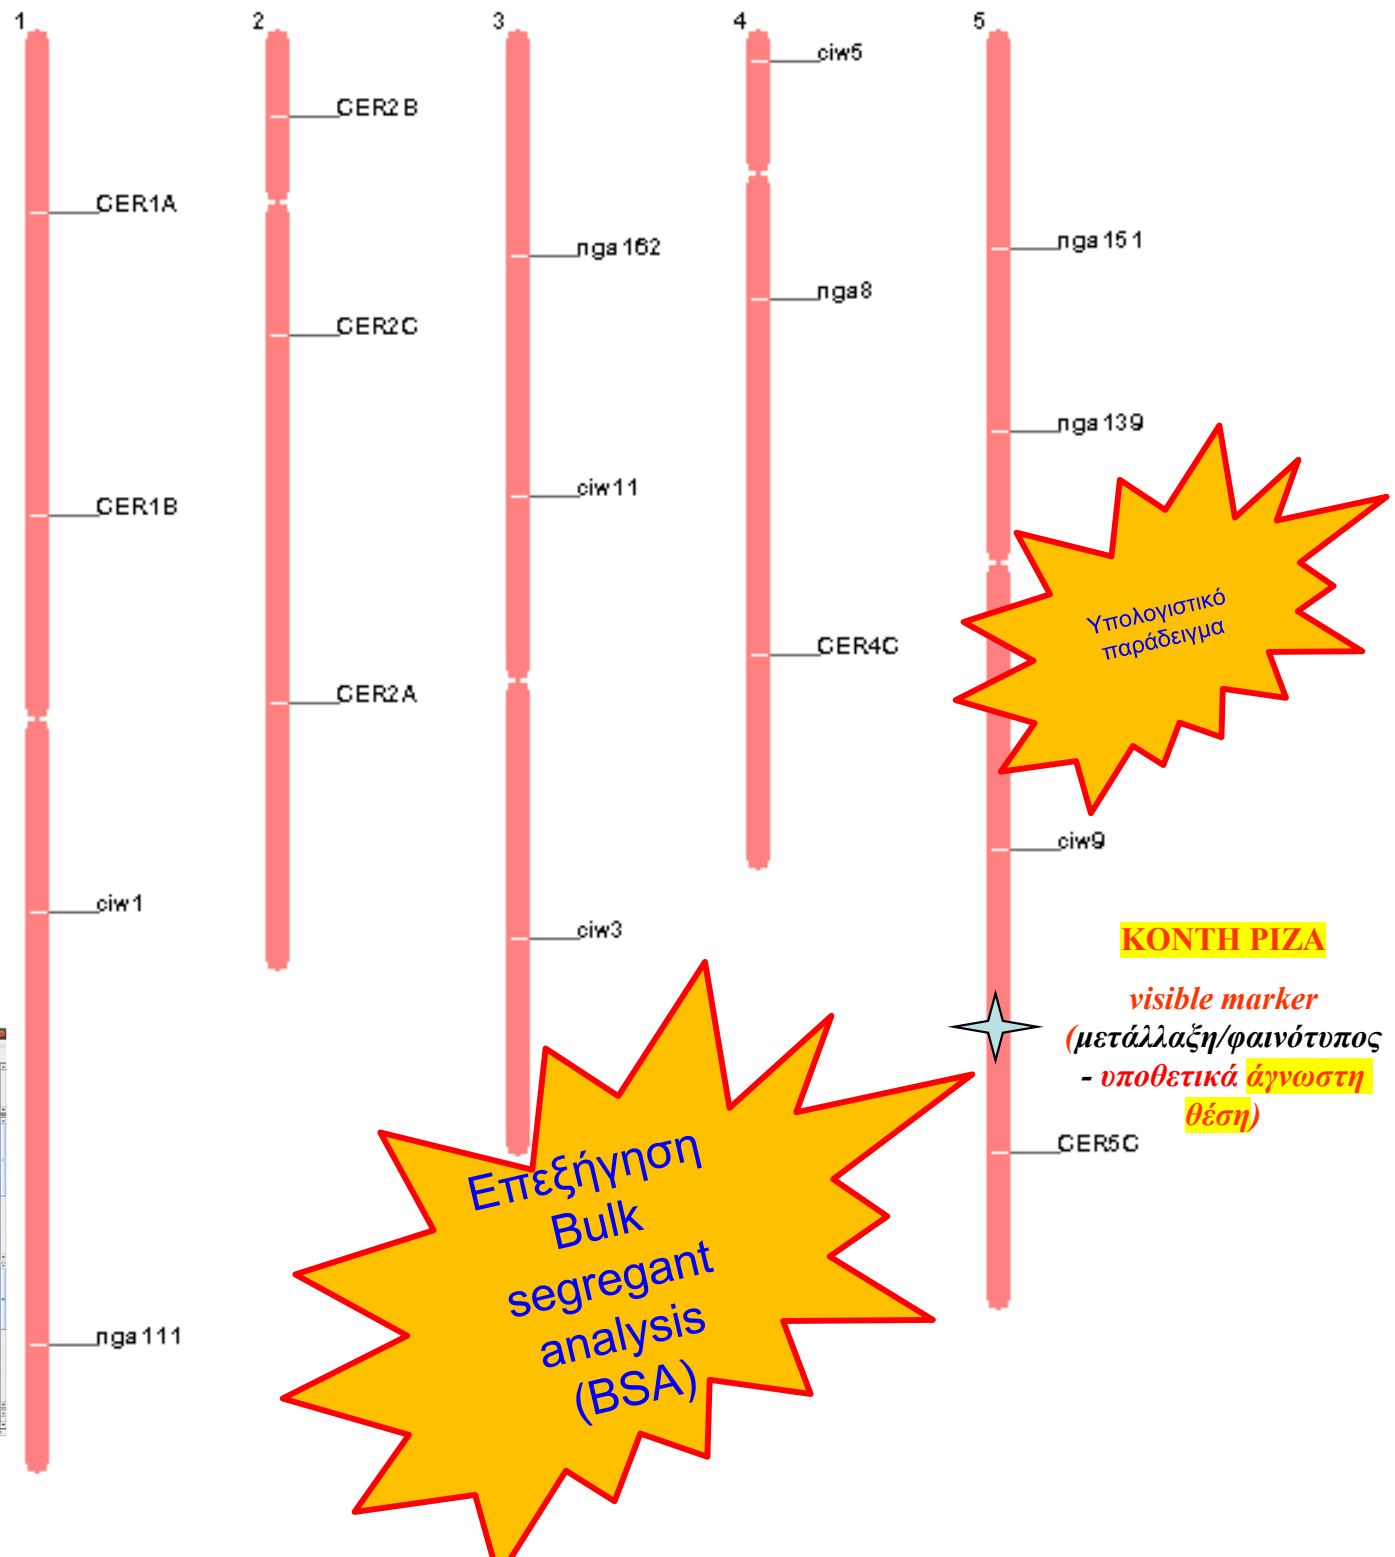 1
2
3
4
5
ciw5
CER2B
CER1A
nga151
nga162
nga8
CER2C
nga139
ciw11
CER1B
Υπολογιστικό
παράδειγμα
CER4C
CER2A
ciw9
ciw1
ciw3
ΚΟΝΤΗ ΡΙΖΑ
visible marker
(μετάλλαξη/φαινότυπος
- υποθετικά άγνωστη
θέση)
CER5C
Επεξήγηση
Bulk
segregant
analysis
(BSA)
nga111